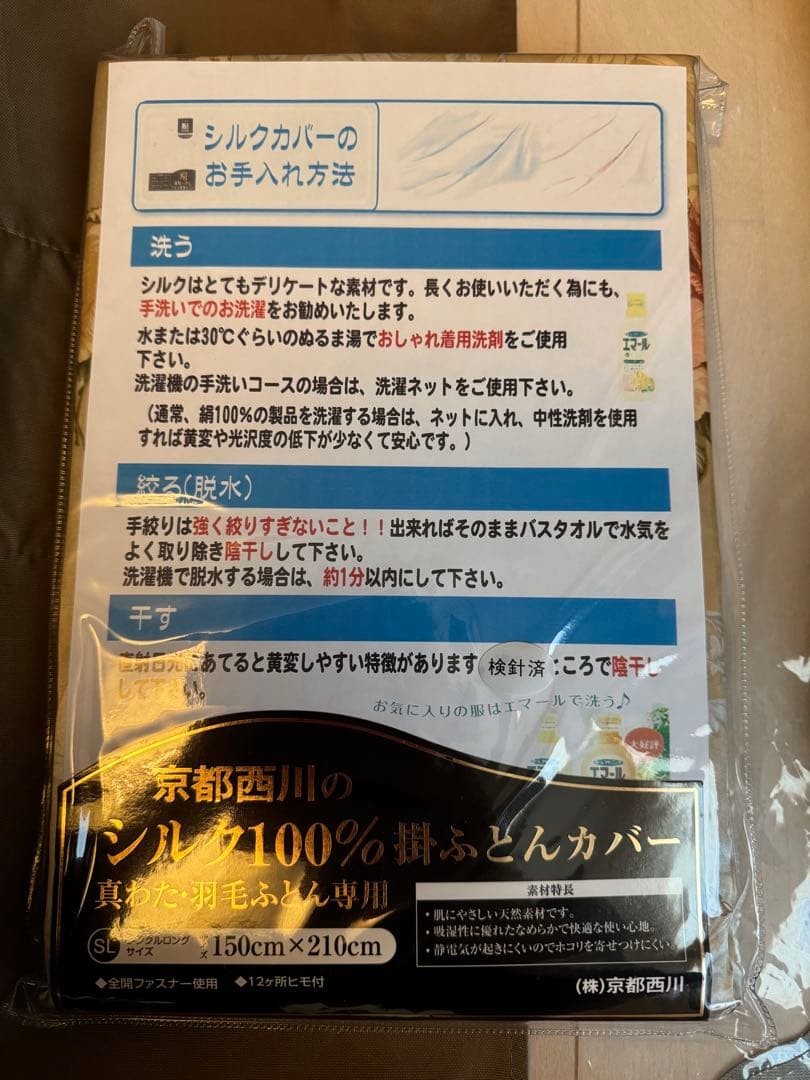 シルクカバーの
お手入れ方法
洗う
シルクはとてもデリケートな素材です。長くお使いいただく為にも、
手洗いでのお洗濯をお勧めいたします。
水または30℃ぐらいのぬるま湯でおしゃれ着用洗剤をご使用
下さい。
洗濯機の手洗いコースの場合は、洗濯ネットをご使用下さい。
（通常、絹100％の製品を洗濯する場合は、ネットに入れ、中性洗剤を使用
すれば黄変や光沢度の低下が少なくて安心です。）
エマール
絞る（脱水）
手絞りは強く絞りすぎないこと！！出来ればそのままバスタオルで水気を
よく取り除き陰干しして下さい。
洗濯機で脱水する場合は、約1分以内にして下さい。
干す
直射日光にあてると黄変しやすい特徴があります
検針済
ころで陰干し
して下さい。
お気に入りの服はエマールで洗う♪
大好評
エマール
京都西川の
シルク100％掛ふとんカバー
真わた・羽毛ふとん専用
素材特長
・肌にやさしい天然素材です。
・吸湿性に優れたなめらかで快適な使い心地。
・静電気が起きにくいのでホコリを寄せつけにくい。
SL シングルロングサイズ サイズ 150cm×210cm
◆全開ファスナー使用 ◆12ヶ所ヒモ付
(株)京都西川